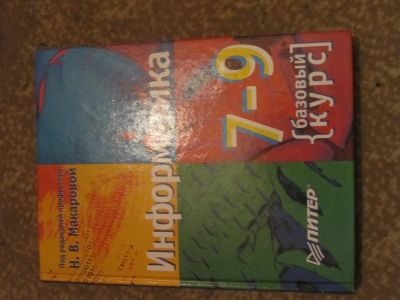 Под редакцией профессора
Н. В. Макаровой
Информатика
7-9
{базовый
курс]
ПИТЕР®